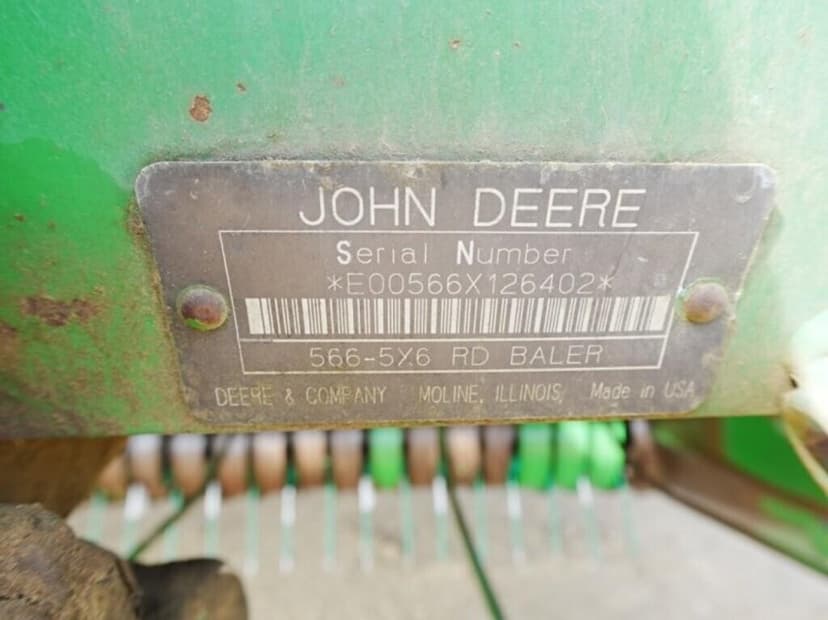 JOHN DEERE
Serial Number
*E00566X126402*
566-5X6 RD BALER
DEERE & COMPANY MOLINE, ILLINOIS Made in USA